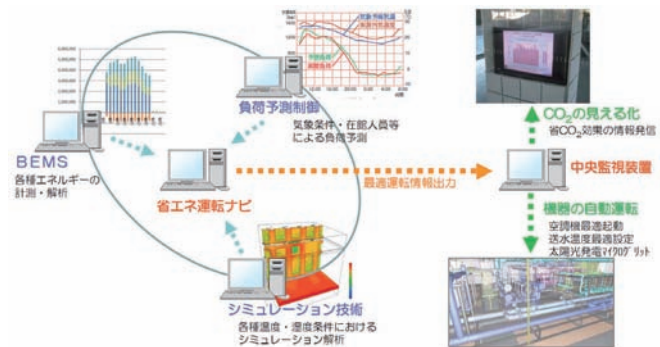 負荷予測制御
気象条件・在館人員等
による負荷予測
BEMS
各種エネルギーの
計測・解析
省エネ運転ナビ
最適運転情報出力
シミュレーション技術
各種温度・湿度条件における
シミュレーション解析
CO2の見える化
省CO2効果の情報発信
中央監視装置
機器の自動運転
空調機最適起動
送水温度最適設定
太陽光発電マイクログリット